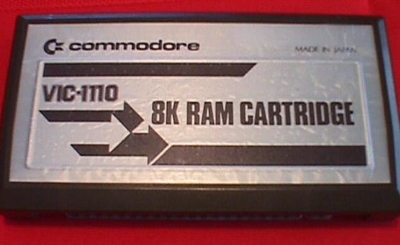 commodore
MADE IN JAPAN
VIC-1110
8K RAM CARTRIDGE